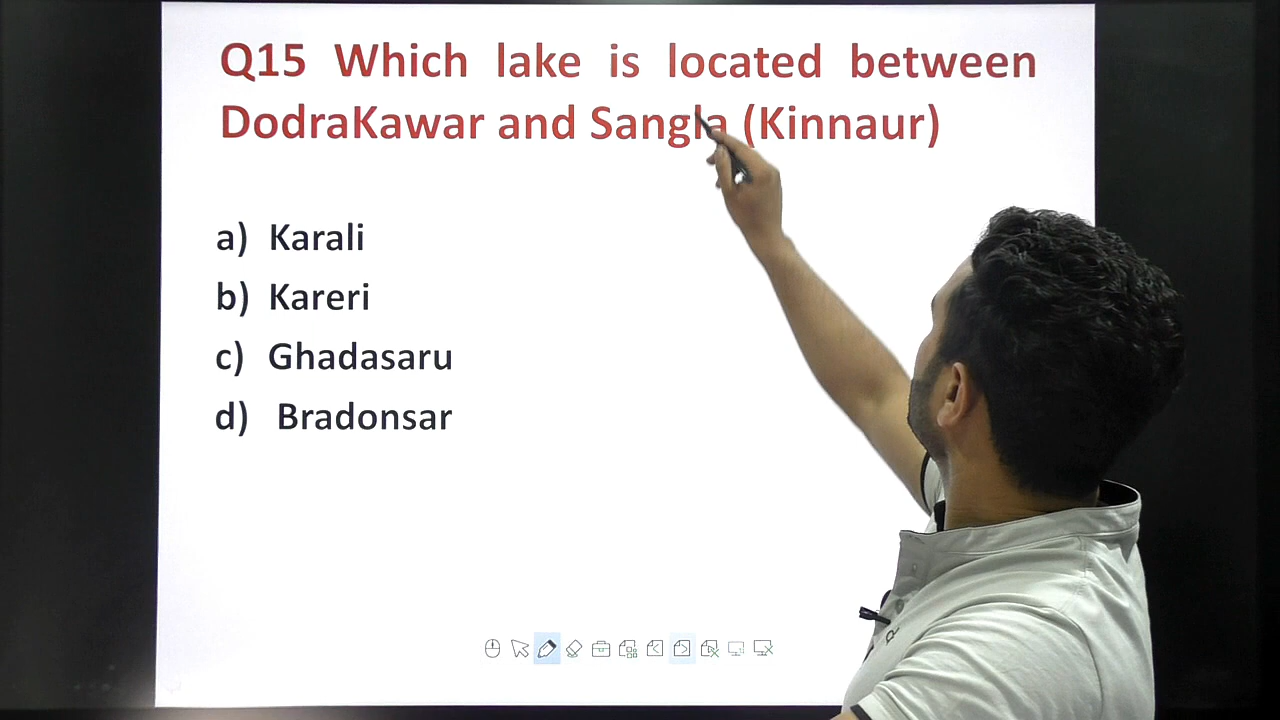 Q15 Which lake is located between
DodraKawar and Sangla (Kinnaur)
a) Karali
b) Kareri
c) Ghadasaru
d) Bradonsar